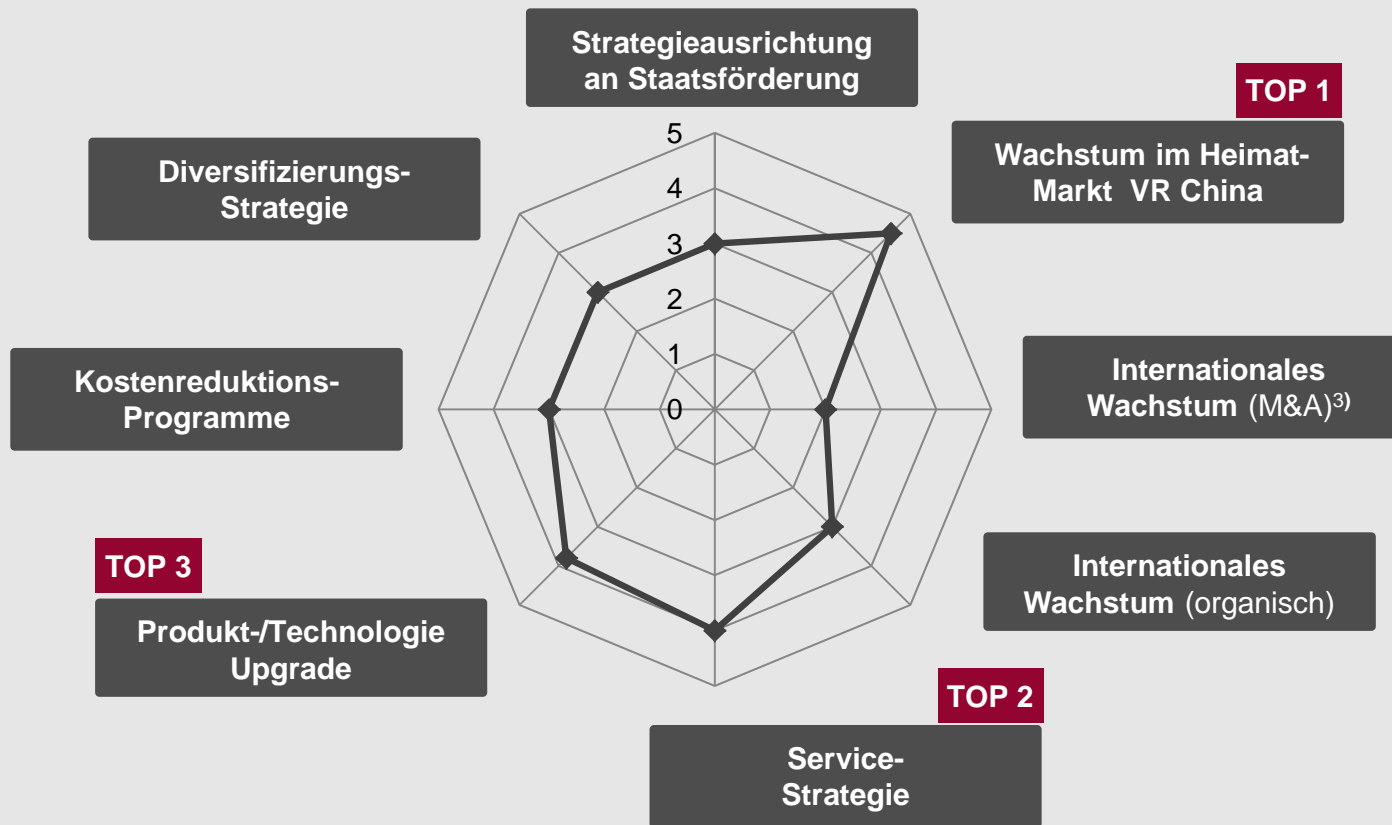 Strategieausrichtung
an Staatsförderung
TOP 1
Wachstum im Heimat-
Markt  VR China
Diversifizierungs-
Strategie
5
4
3
2
1
0
Kostenreduktions-
Programme
Internationales
Wachstum (M&A)³⁾
TOP 3
Produkt-/Technologie
Upgrade
Internationales
Wachstum (organisch)
TOP 2
Service-
Strategie